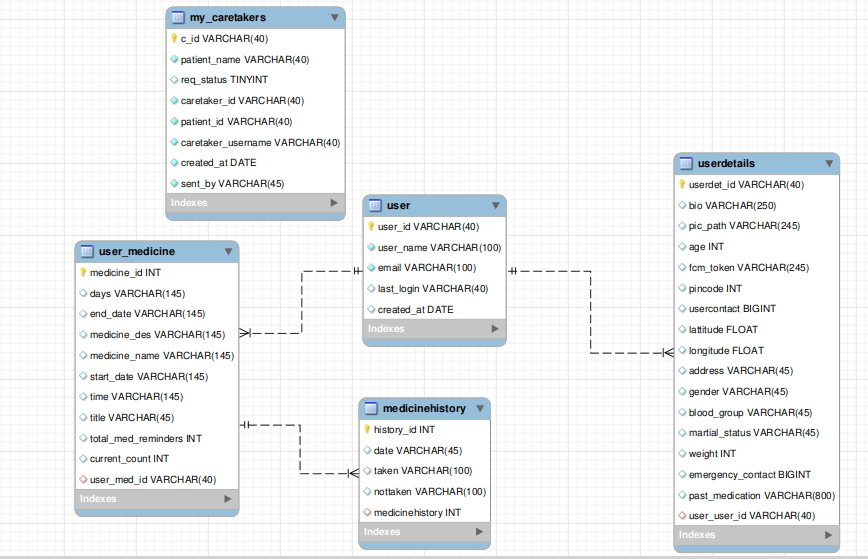 my_caretakers
c_id VARCHAR(40)
patient_name VARCHAR(40)
req_status TINYINT
caretaker_id VARCHAR(40)
patient_id VARCHAR(40)
caretaker_username VARCHAR(40)
created_at DATE
sent_by VARCHAR(45)
Indexes
user_medicine
medicine_id INT
days VARCHAR(145)
end_date VARCHAR(145)
medicine_des VARCHAR(145)
medicine_name VARCHAR(145)
start_date VARCHAR(145)
time VARCHAR(145)
title VARCHAR(45)
total_med_reminders INT
current_count INT
user_med_id VARCHAR(40)
Indexes
user
user_id VARCHAR(40)
user_name VARCHAR(100)
email VARCHAR(100)
last_login VARCHAR(40)
created_at DATE
Indexes
medicinehistory
history_id INT
date VARCHAR(45)
taken VARCHAR(100)
nottaken VARCHAR(100)
medicinehistory INT
Indexes
userdetails
userdet_id VARCHAR(40)
bio VARCHAR(250)
pic_path VARCHAR(245)
age INT
fcm_token VARCHAR(245)
pincode INT
usercontact BIGINT
lattitude FLOAT
longitude FLOAT
address VARCHAR(45)
gender VARCHAR(45)
blood_group VARCHAR(45)
martial_status VARCHAR(45)
weight INT
emergency_contact BIGINT
past_medication VARCHAR(800)
user_user_id VARCHAR(40)
Indexes